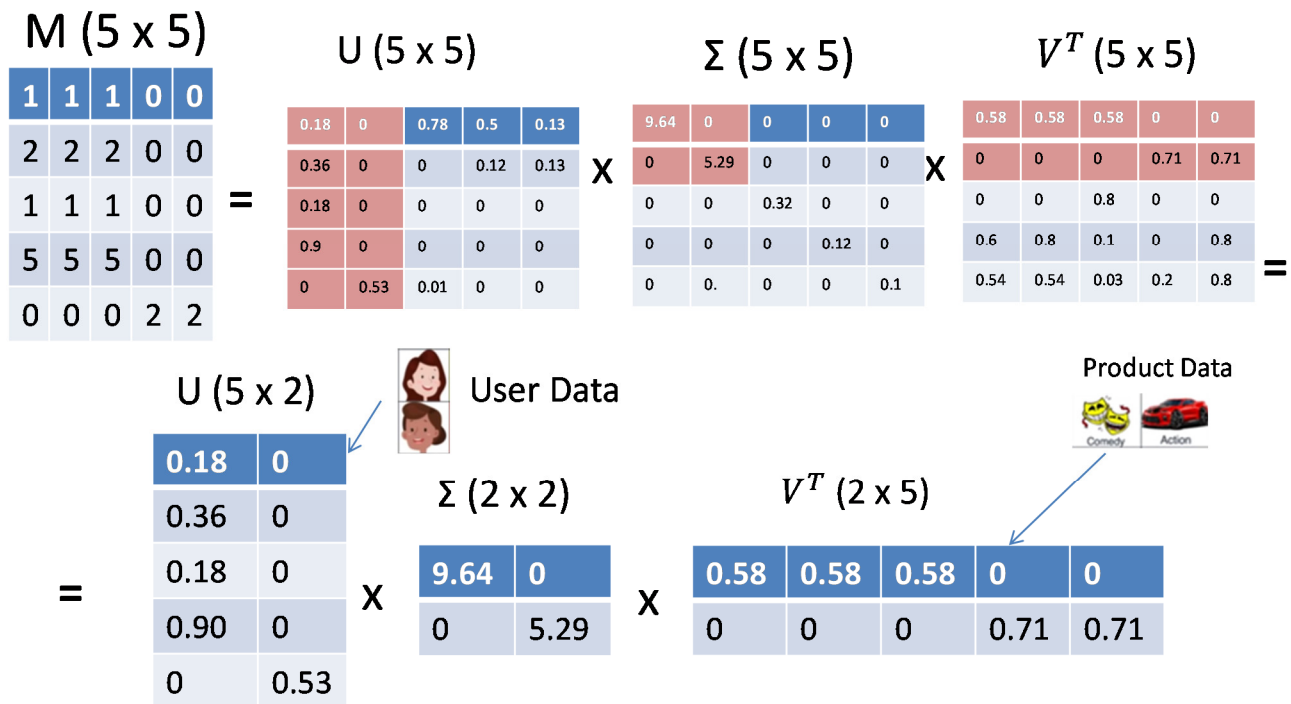 M (5 x 5)
U (5 x 5)
Σ (5 x 5)
V^T (5 x 5)
1 1 1 0 0
2 2 2 0 0
1 1 1 0 0
5 5 5 0 0
0 0 0 2 2
=
0.18 0 0.78 0.5 0.13
0.36 0 0 0.12 0.13
0.18 0 0 0 0
0.9 0 0 0 0
0 0.53 0.01 0 0
x
9.64 0 0 0 0
0 5.29 0 0 0
0 0 0.32 0 0
0 0 0 0.12 0
0 0. 0 0 0.1
x
0.58 0.58 0.58 0 0
0 0 0 0.71 0.71
0 0 0.8 0 0
0.6 0.8 0.1 0 0.8
0.54 0.54 0.03 0.2 0.8
=
U (5 x 2)
User Data
Product Data
Comedy
Action
Σ (2 x 2)
V^T (2 x 5)
=
0.18 0
0.36 0
0.18 0
0.90 0
0 0.53
x
9.64 0
0 5.29
x
0.58 0.58 0.58 0 0
0 0 0 0.71 0.71